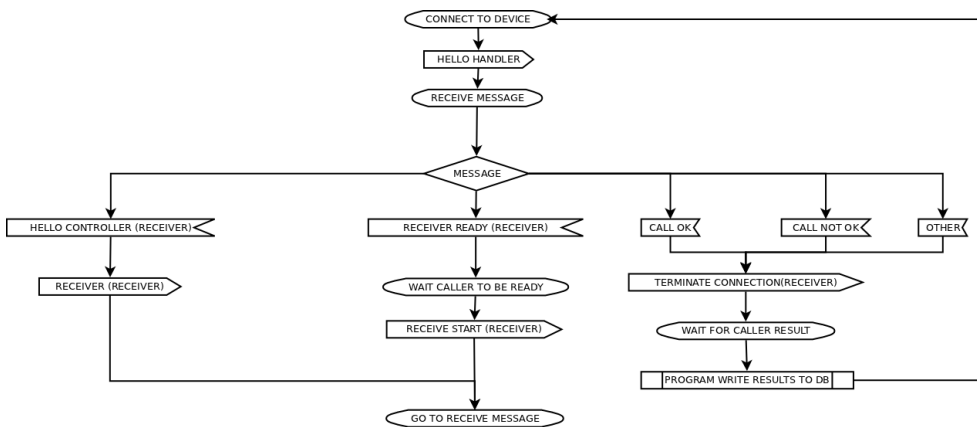 CONNECT TO DEVICE
HELLO HANDLER
RECEIVE MESSAGE
MESSAGE
HELLO CONTROLLER (RECEIVER)
RECEIVER READY (RECEIVER)
CALL OK
CALL NOT OK
OTHER
RECEIVER (RECEIVER)
WAIT CALLER TO BE READY
TERMINATE CONNECTION(RECEIVER)
RECEIVE START (RECEIVER)
WAIT FOR CALLER RESULT
PROGRAM WRITE RESULTS TO DB
GO TO RECEIVE MESSAGE